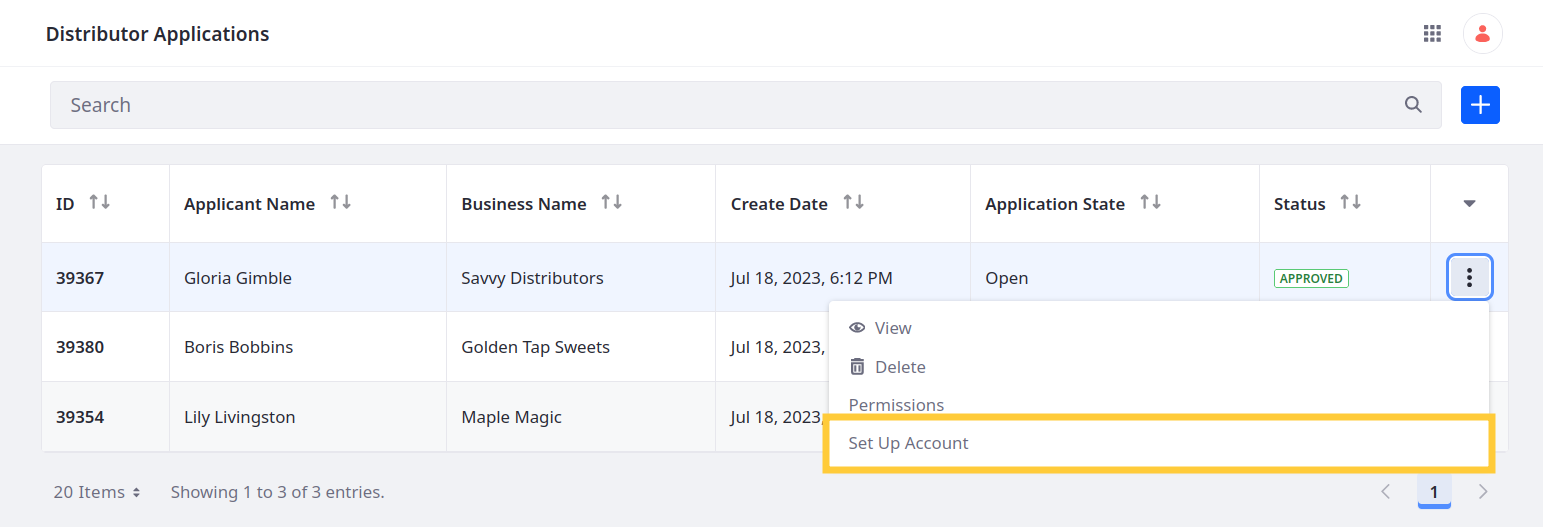 Distributor Applications
Search
ID Applicant Name Business Name Create Date Application State Status
39367 Gloria Gimble Savvy Distributors Jul 18, 2023, 6:12 PM Open APPROVED
View
39380 Boris Bobbins Golden Tap Sweets Jul 18, 2023,
Delete
Permissions
39354 Lily Livingston Maple Magic Jul 18, 2023,
Set Up Account
20 Items Showing 1 to 3 of 3 entries. 1